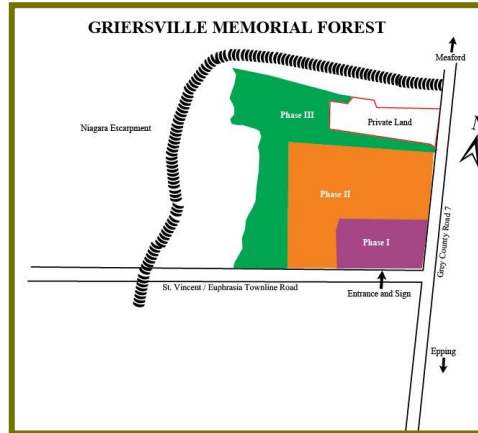 GRIERSVILLE MEMORIAL FOREST
Meaford
Phase III
Private Land
Niagara Escarpment
N
Phase II
Phase I
Grey County Road 7
St. Vincent / Euphrasia Townline Road
Entrance and Sign
Epping